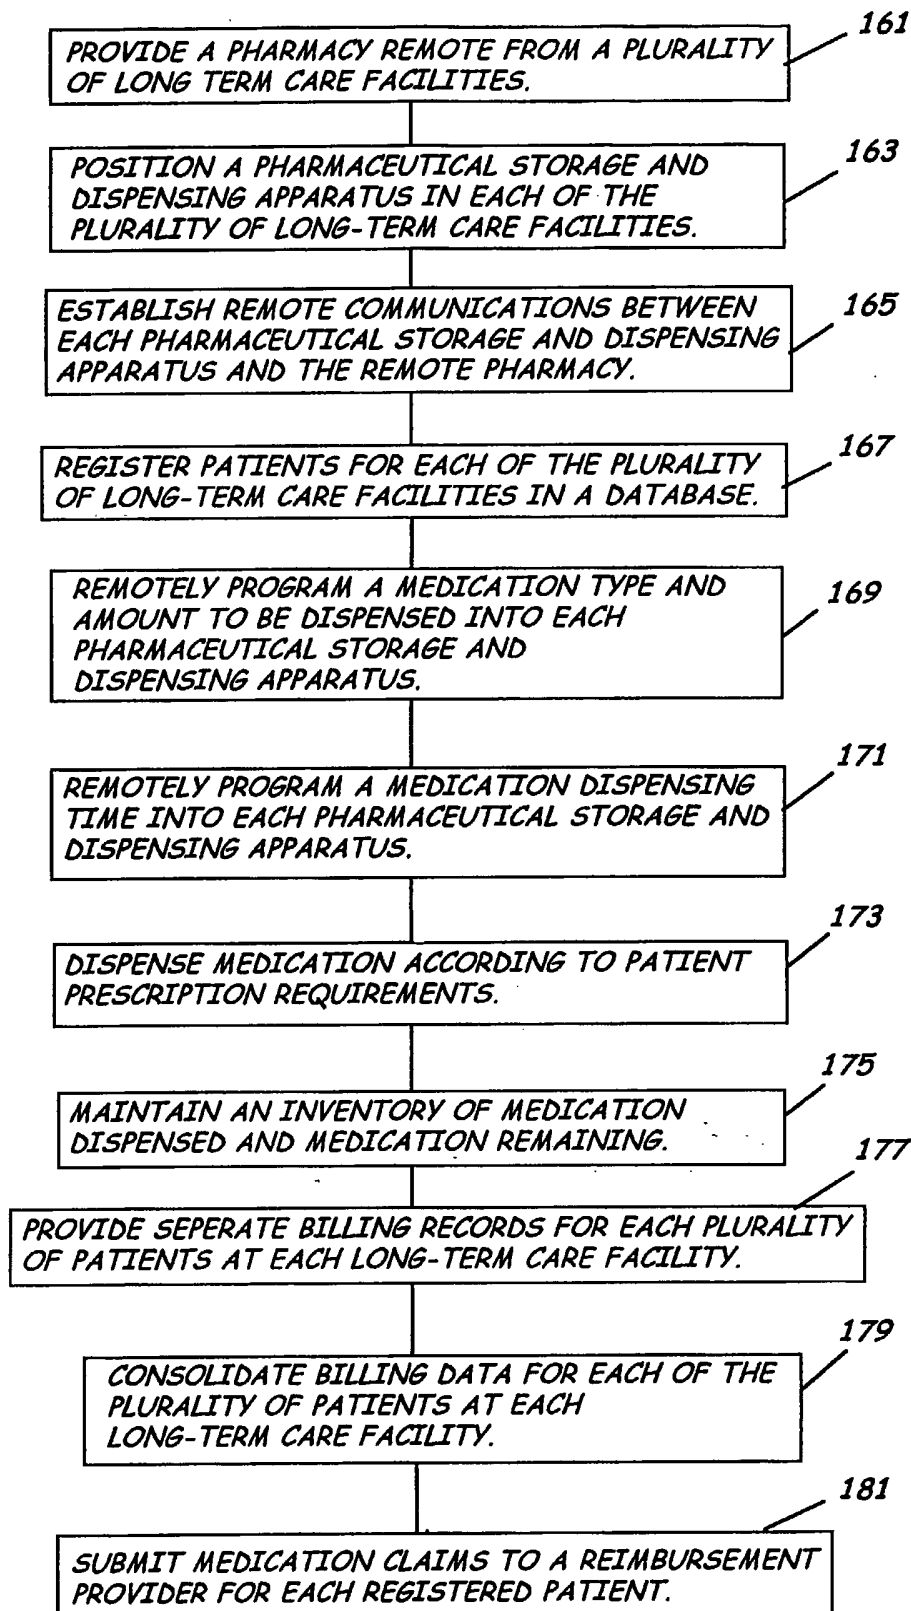 161
PROVIDE A PHARMACY REMOTE FROM A PLURALITY
OF LONG TERM CARE FACILITIES.
163
POSITION A PHARMACEUTICAL STORAGE AND
DISPENSING APPARATUS IN EACH OF THE
PLURALITY OF LONG-TERM CARE FACILITIES.
165
ESTABLISH REMOTE COMMUNICATIONS BETWEEN
EACH PHARMACEUTICAL STORAGE AND DISPENSING
APPARATUS AND THE REMOTE PHARMACY.
167
REGISTER PATIENTS FOR EACH OF THE PLURALITY
OF LONG-TERM CARE FACILITIES IN A DATABASE.
169
REMOTELY PROGRAM A MEDICATION TYPE AND
AMOUNT TO BE DISPENSED INTO EACH
PHARMACEUTICAL STORAGE AND
DISPENSING APPARATUS.
171
REMOTELY PROGRAM A MEDICATION DISPENSING
TIME INTO EACH PHARMACEUTICAL STORAGE AND
DISPENSING APPARATUS.
173
DISPENSE MEDICATION ACCORDING TO PATIENT
PRESCRIPTION REQUIREMENTS.
175
MAINTAIN AN INVENTORY OF MEDICATION
DISPENSED AND MEDICATION REMAINING.
177
PROVIDE SEPERATE BILLING RECORDS FOR EACH PLURALITY
OF PATIENTS AT EACH LONG-TERM CARE FACILITY.
179
CONSOLIDATE BILLING DATA FOR EACH OF THE
PLURALITY OF PATIENTS AT EACH
LONG-TERM CARE FACILITY.
181
SUBMIT MEDICATION CLAIMS TO A REIMBURSEMENT
PROVIDER FOR EACH REGISTERED PATIENT.